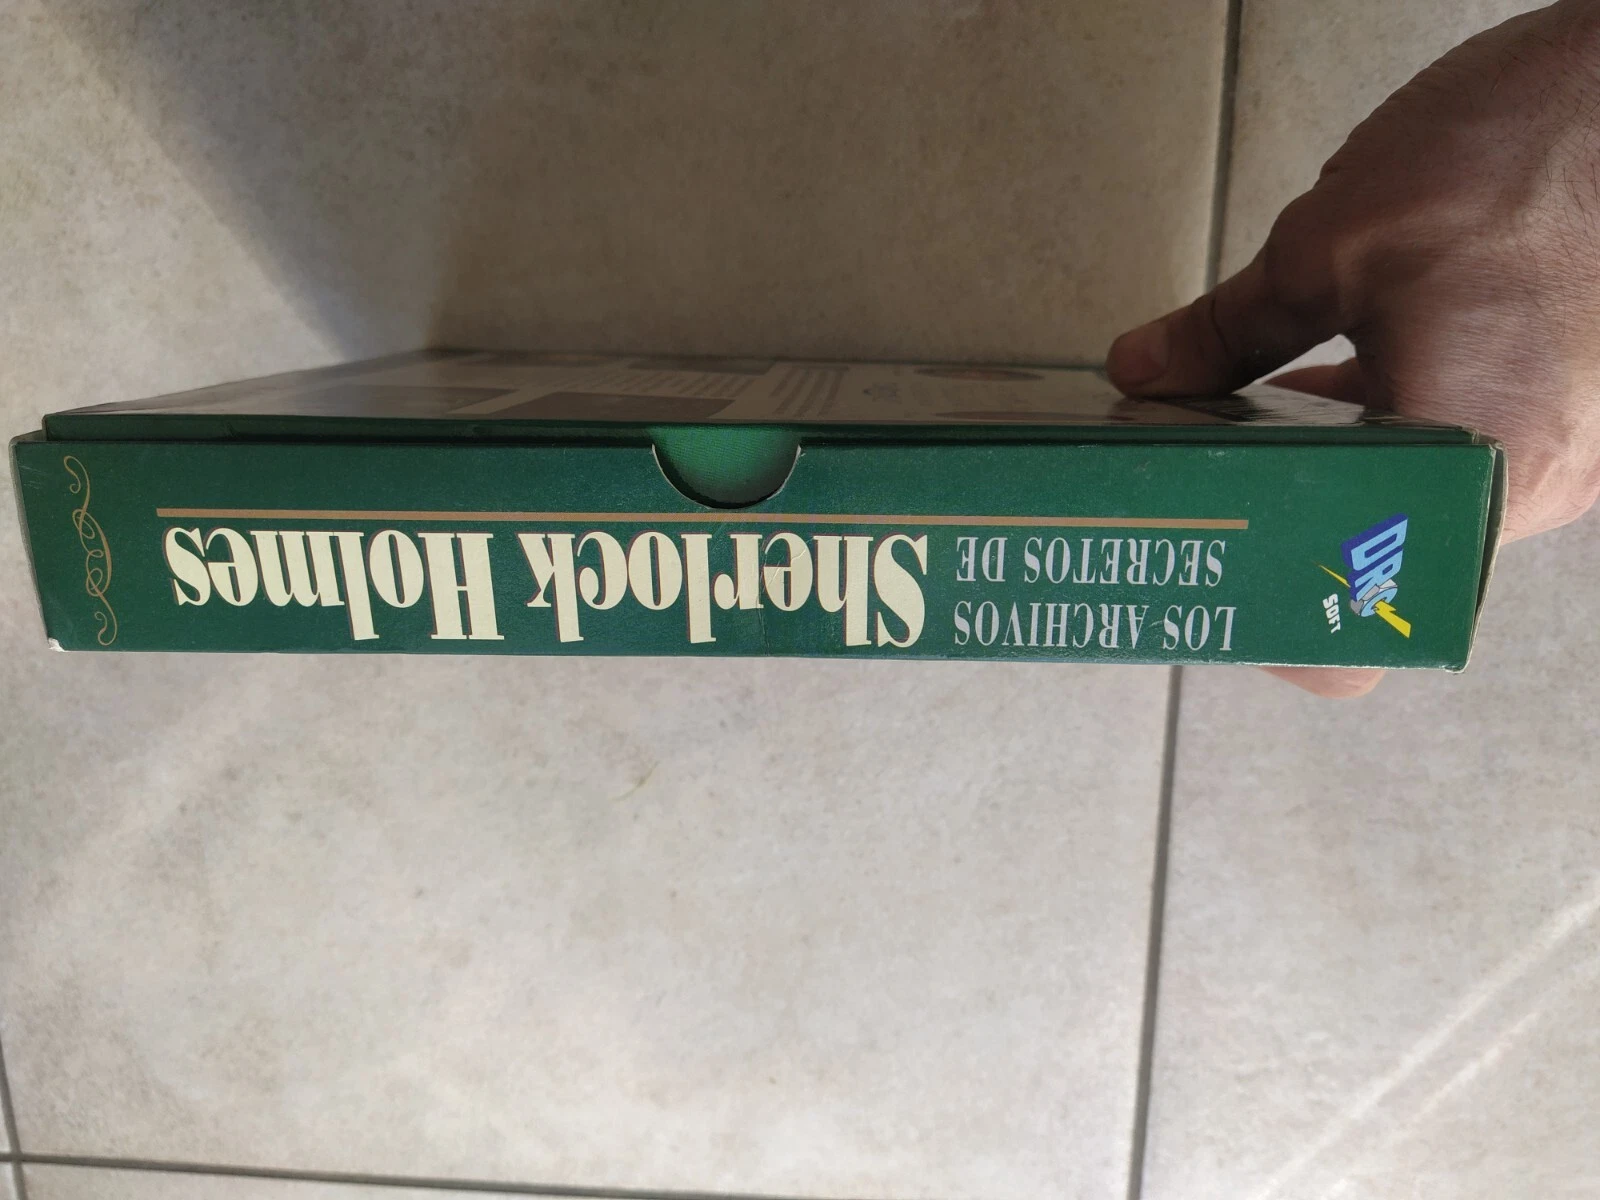 DRO
SOFT
LOS ARCHIVOS
SECRETOS DE
Sherlock Holmes